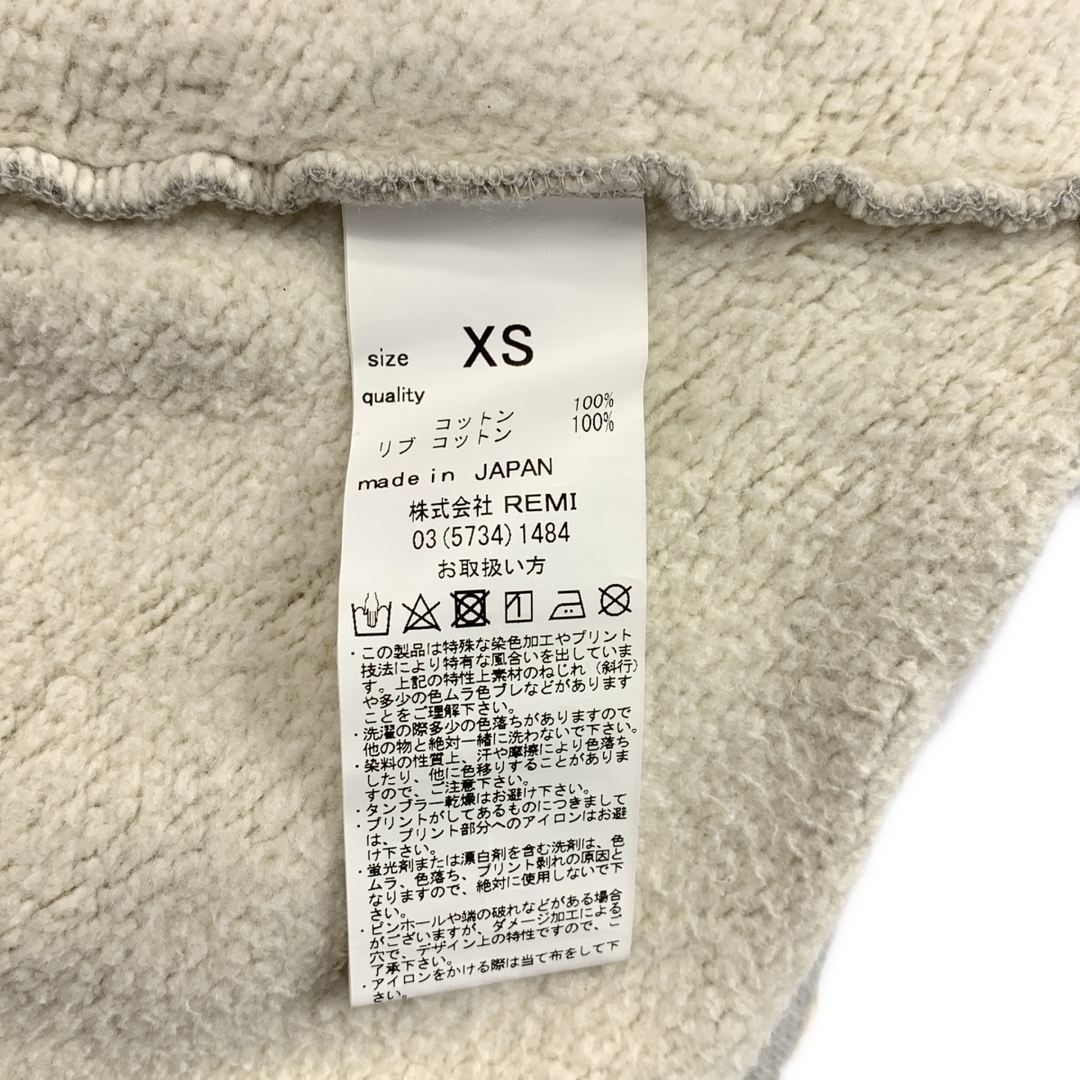 size XS
quality
コットン 100%
リブ コットン 100%
made in JAPAN
株式会社 REMI
03(5734)1484
お取扱い方
・この製品は特殊な染色加工やプリント
技法により特有な風合いを出していま
す。上記の特性上素材のねじれ(斜行)
や多少の色ムラ色ブレなどがあります
ことをご理解下さい。
・洗濯の際多少の色落ちがありますので
他の物と絶対一緒に洗わないで下さい。
・染料の性質上、汗や摩擦により色落ち
したり、他に色移りすることがありま
すので、ご注意下さい。
・タンブラー乾燥はお避け下さい。
・プリントがしてあるものにつきまして
は、プリント部分へのアイロンはお避
け下さい。
・蛍光剤または漂白剤を含む洗剤は、色
ムラ、色落ち、プリント剥れの原因と
なりますので、絶対に使用しないで下
さい。
・ピンホールや端の破れなどがある場合
がございますが、ダメージ加工による
穴で、デザイン上の特性ですので、ご
了承下さい。
・アイロンをかける際は当て布をして下
さい。